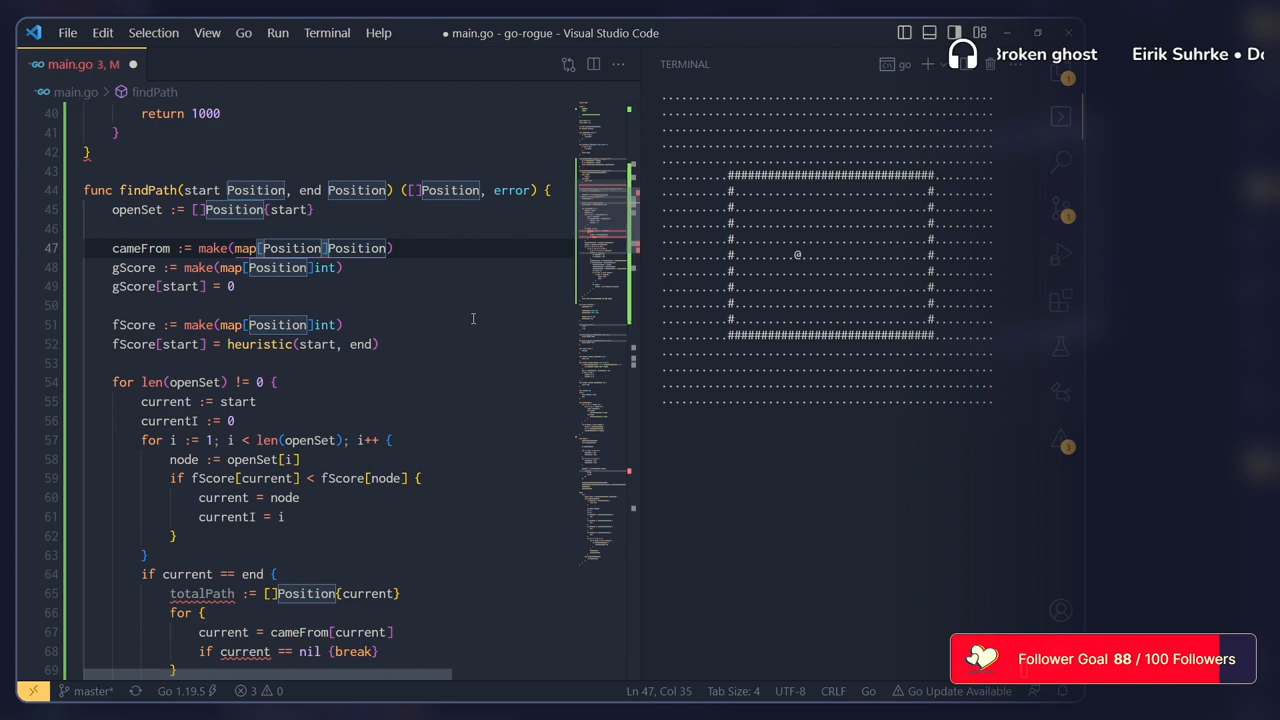 File Edit Selection View Go Run Terminal Help
● main.go - go-rogue - Visual Studio Code
main.go 3, M
TERMINAL
go
Broken ghost Eirik Suhrke • Do
main.go > findPath
40 return 1000
41 }
42 }
43
44 func findPath(start Position, end Position) ([]Position, error) {
45 openSet := []Position{start}
46
47 cameFrom := make(map[Position]Position)
48 gScore := make(map[Position]int)
49 gScore[start] = 0
50
51 fScore := make(map[Position]int)
52 fScore[start] = heuristic(start, end)
53
54 for len(openSet) != 0 {
55 current := start
56 currentI := 0
57 for i := 1; i < len(openSet); i++ {
58 node := openSet[i]
59 if fScore[current] < fScore[node] {
60 current = node
61 currentI = i
62 }
63 }
64 if current == end {
65 totalPath := []Position{current}
66 for {
67 current = cameFrom[current]
68 if current == nil {break}
69 }
@
1
1
3
Follower Goal 88 / 100 Followers
master* Go 1.19.5 3 0 Ln 47, Col 35 Tab Size: 4 UTF-8 CRLF Go Go Update Available